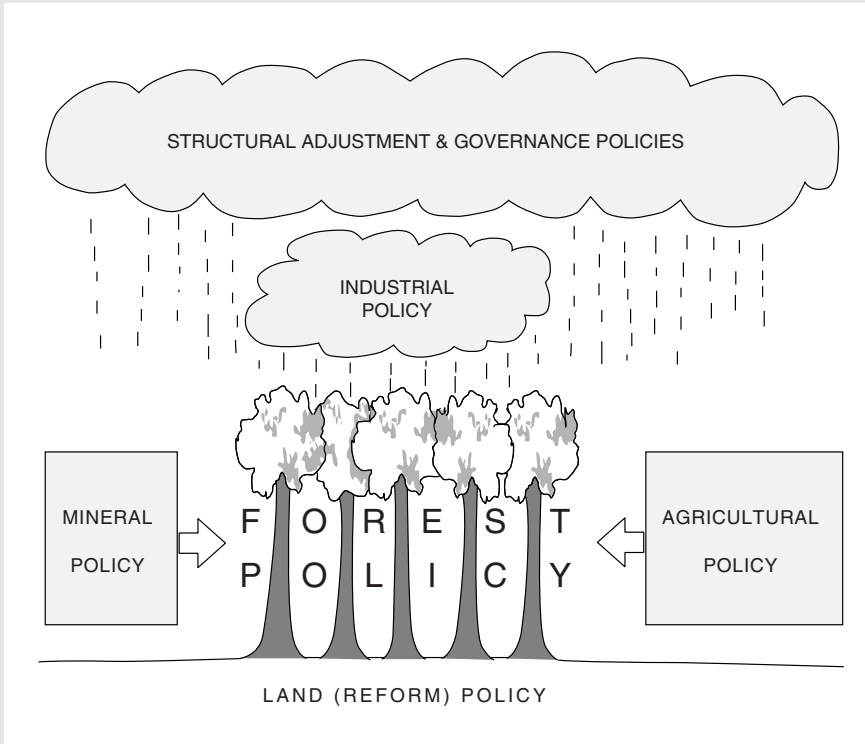 STRUCTURAL ADJUSTMENT & GOVERNANCE POLICIES
INDUSTRIAL
POLICY
MINERAL
POLICY
FOREST
POLICY
AGRICULTURAL
POLICY
LAND (REFORM) POLICY